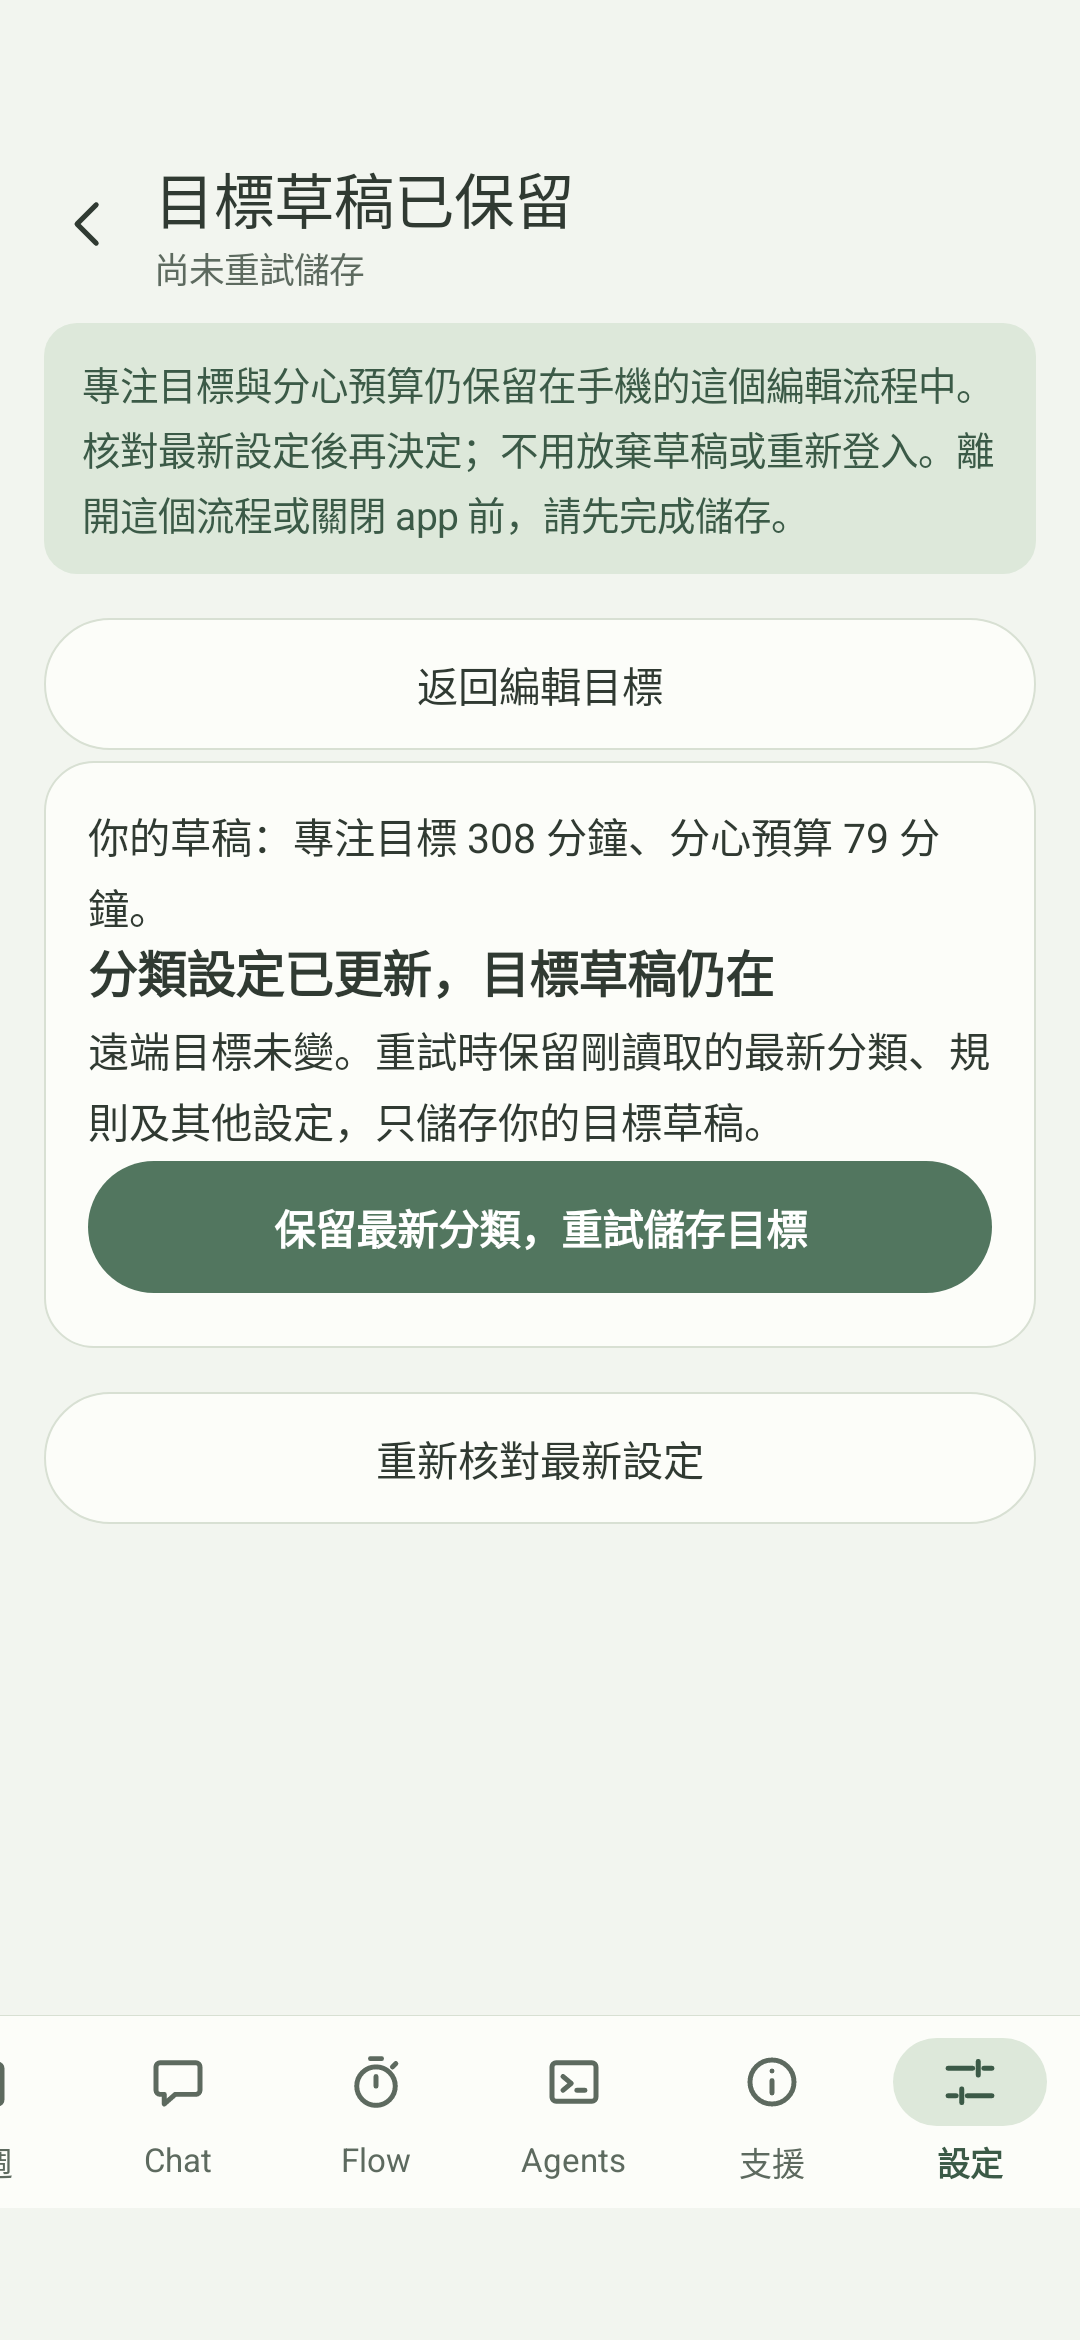 目標草稿已保留
尚未重試儲存
專注目標與分心預算仍保留在手機的這個編輯流程中。
核對最新設定後再決定；不用放棄草稿或重新登入。離
開這個流程或關閉 app 前，請先完成儲存。
返回編輯目標
你的草稿：專注目標 308 分鐘、分心預算 79 分
鐘。
分類設定已更新，目標草稿仍在
遠端目標未變。重試時保留剛讀取的最新分類、規
則及其他設定，只儲存你的目標草稿。
保留最新分類，重試儲存目標
重新核對最新設定
Chat
Flow
Agents
支援
設定